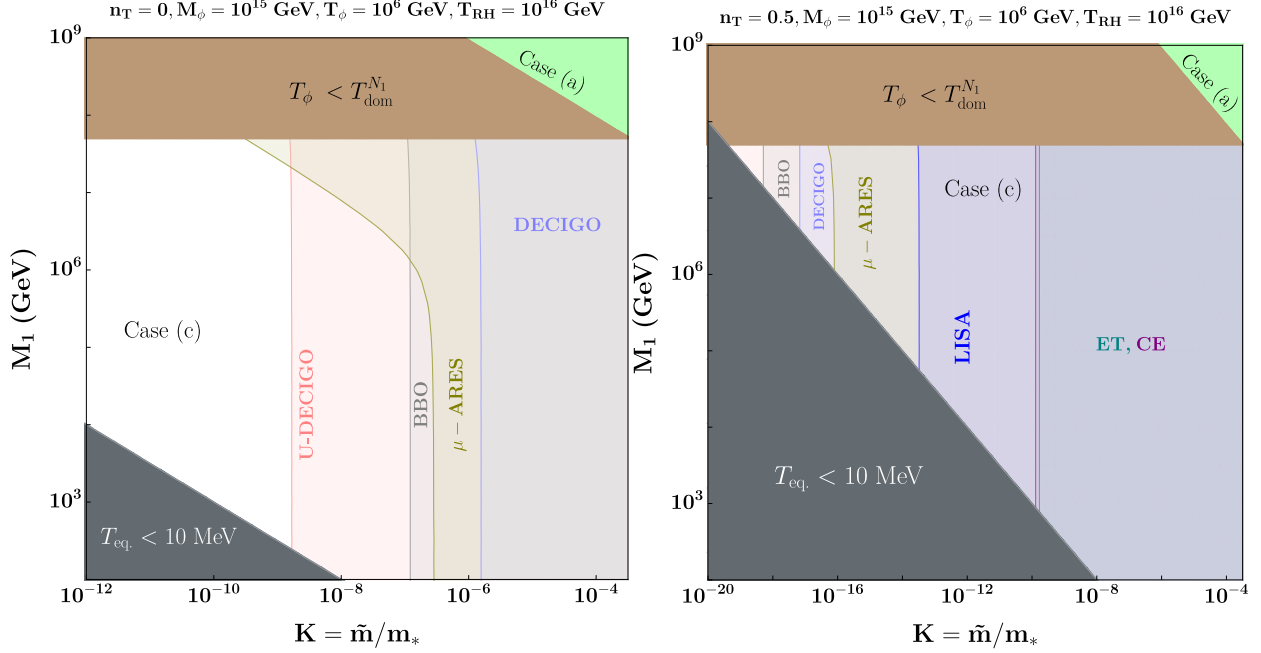 n_T = 0, M_ϕ = 10^15 GeV, T_ϕ = 10^6 GeV, T_RH = 10^16 GeV
10^9
10^6
10^3
M_1 (GeV)
T_ϕ < T_dom^{N_1}
Case (a)
DECIGO
Case (c)
U-DECIGO
BBO
μ − ARES
T_eq. < 10 MeV
10^−12
10^−10
10^−8
10^−6
10^−4
K = m̃/m_*
n_T = 0.5, M_ϕ = 10^15 GeV, T_ϕ = 10^6 GeV, T_RH = 10^16 GeV
10^9
10^6
10^3
M_1 (GeV)
T_ϕ < T_dom^{N_1}
Case (a)
BBO
DECIGO
μ − ARES
Case (c)
LISA
ET, CE
T_eq. < 10 MeV
10^−20
10^−16
10^−12
10^−8
10^−4
K = m̃/m_*